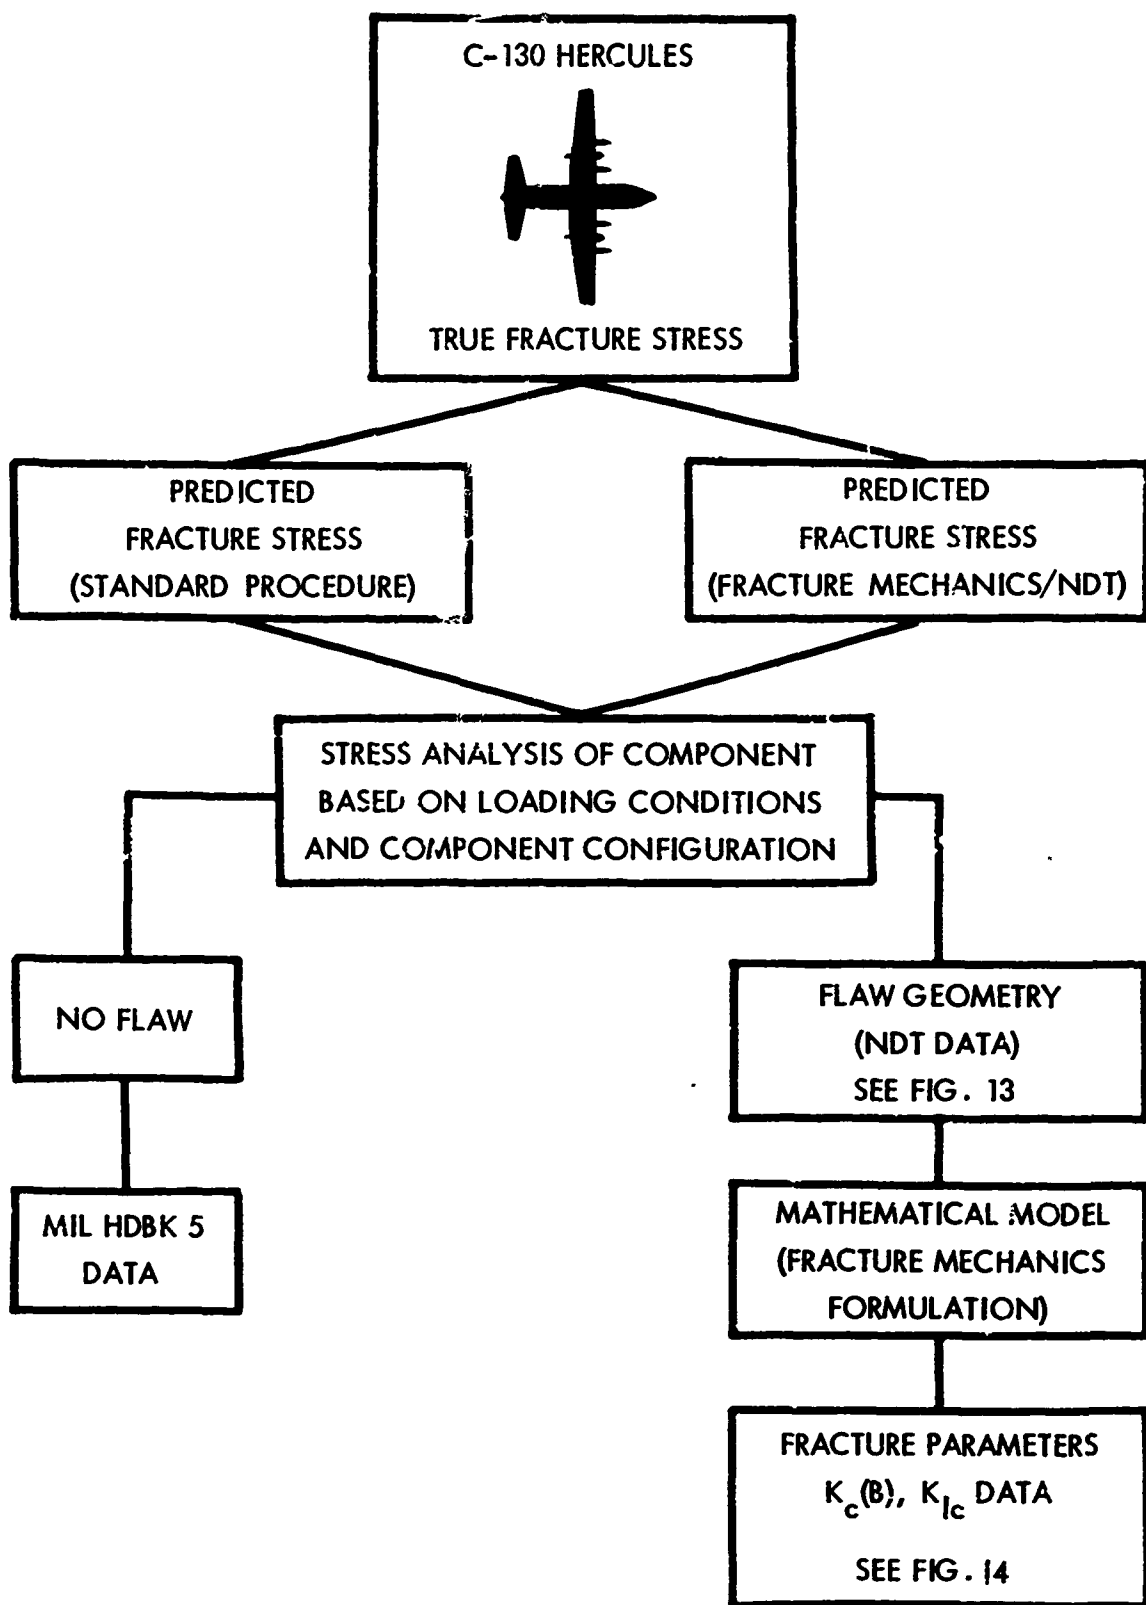 C-130 HERCULES
TRUE FRACTURE STRESS
PREDICTED
FRACTURE STRESS
(STANDARD PROCEDURE)
PREDICTED
FRACTURE STRESS
(FRACTURE MECHANICS/NDT)
STRESS ANALYSIS OF COMPONENT
BASED ON LOADING CONDITIONS
AND COMPONENT CONFIGURATION
NO FLAW
MIL HDBK 5
DATA
FLAW GEOMETRY
(NDT DATA)
SEE FIG. 13
MATHEMATICAL MODEL
(FRACTURE MECHANICS
FORMULATION)
FRACTURE PARAMETERS
Kc(B), KIc DATA
SEE FIG. 14